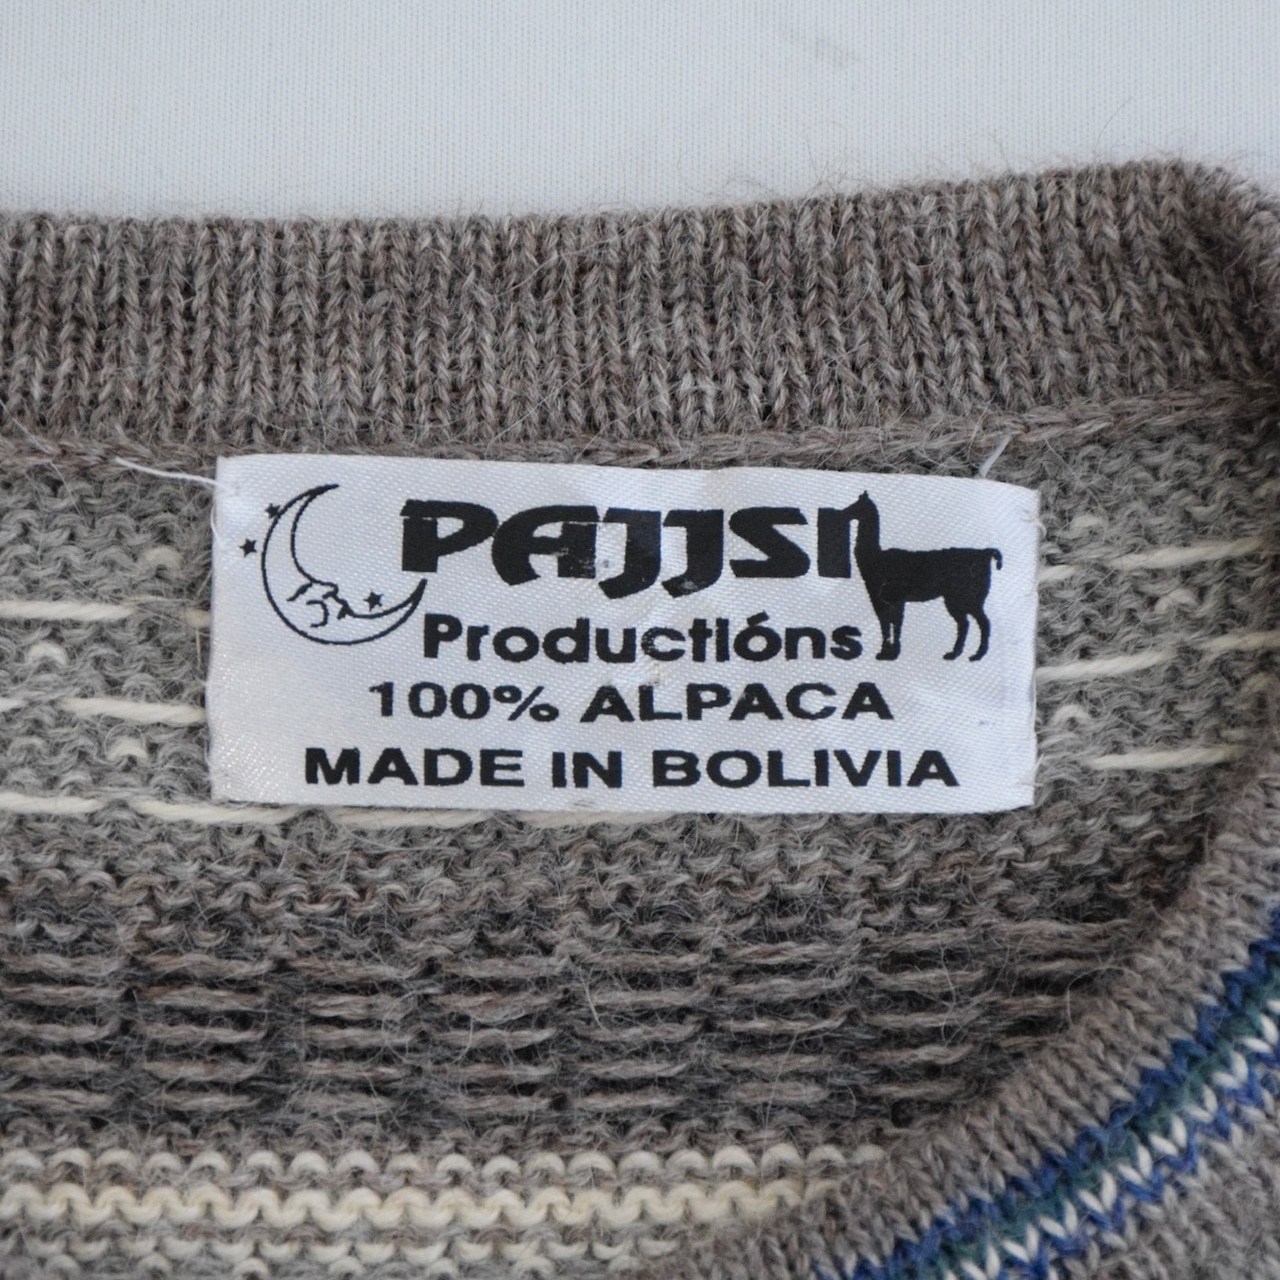 PAJJSI
Productións
100% ALPACA
MADE IN BOLIVIA